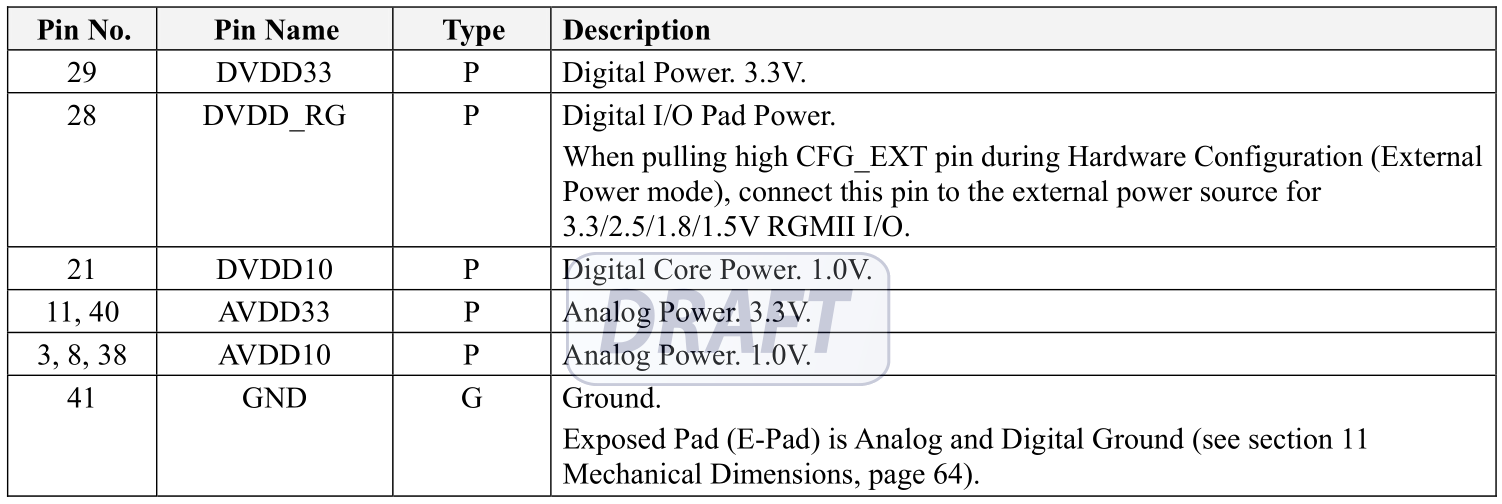 Pin No. Pin Name Type Description
29 DVDD33 P Digital Power. 3.3V.
28 DVDD_RG P Digital I/O Pad Power.
When pulling high CFG_EXT pin during Hardware Configuration (External
Power mode), connect this pin to the external power source for
3.3/2.5/1.8/1.5V RGMII I/O.
21 DVDD10 P Digital Core Power. 1.0V.
11, 40 AVDD33 P Analog Power. 3.3V.
DRAFT
3, 8, 38 AVDD10 P Analog Power. 1.0V.
41 GND G Ground.
Exposed Pad (E-Pad) is Analog and Digital Ground (see section 11
Mechanical Dimensions, page 64).